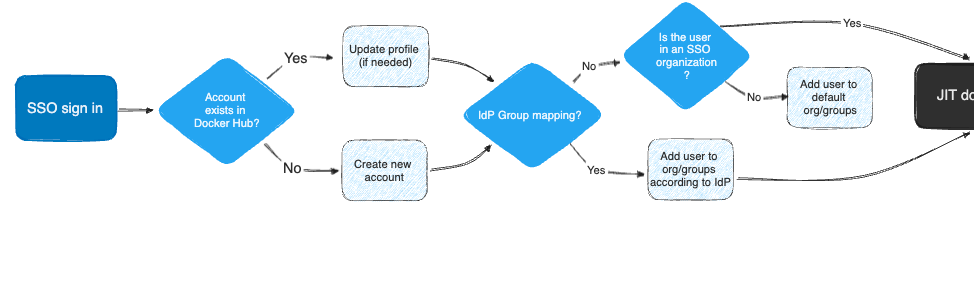 SSO sign in
Account
exists in
Docker Hub?
Yes
No
Update profile
(if needed)
Create new
account
IdP Group mapping?
No
Yes
Is the user
in an SSO
organization
?
Yes
No
Add user to
default
org/groups
Add user to
org/groups
according to IdP
JIT